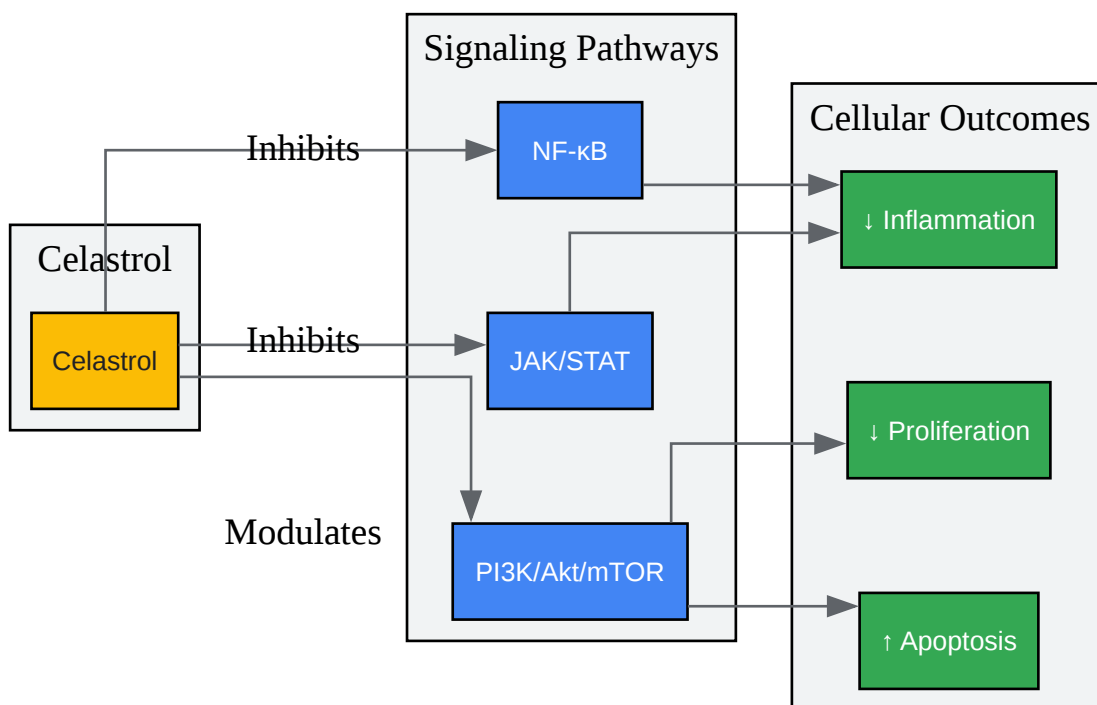 Signaling Pathways
Cellular Outcomes
Inhibits
NF-κB
↓ Inflammation
Celastrol
Inhibits
Celastrol
JAK/STAT
↓ Proliferation
Modulates
PI3K/Akt/mTOR
↑ Apoptosis